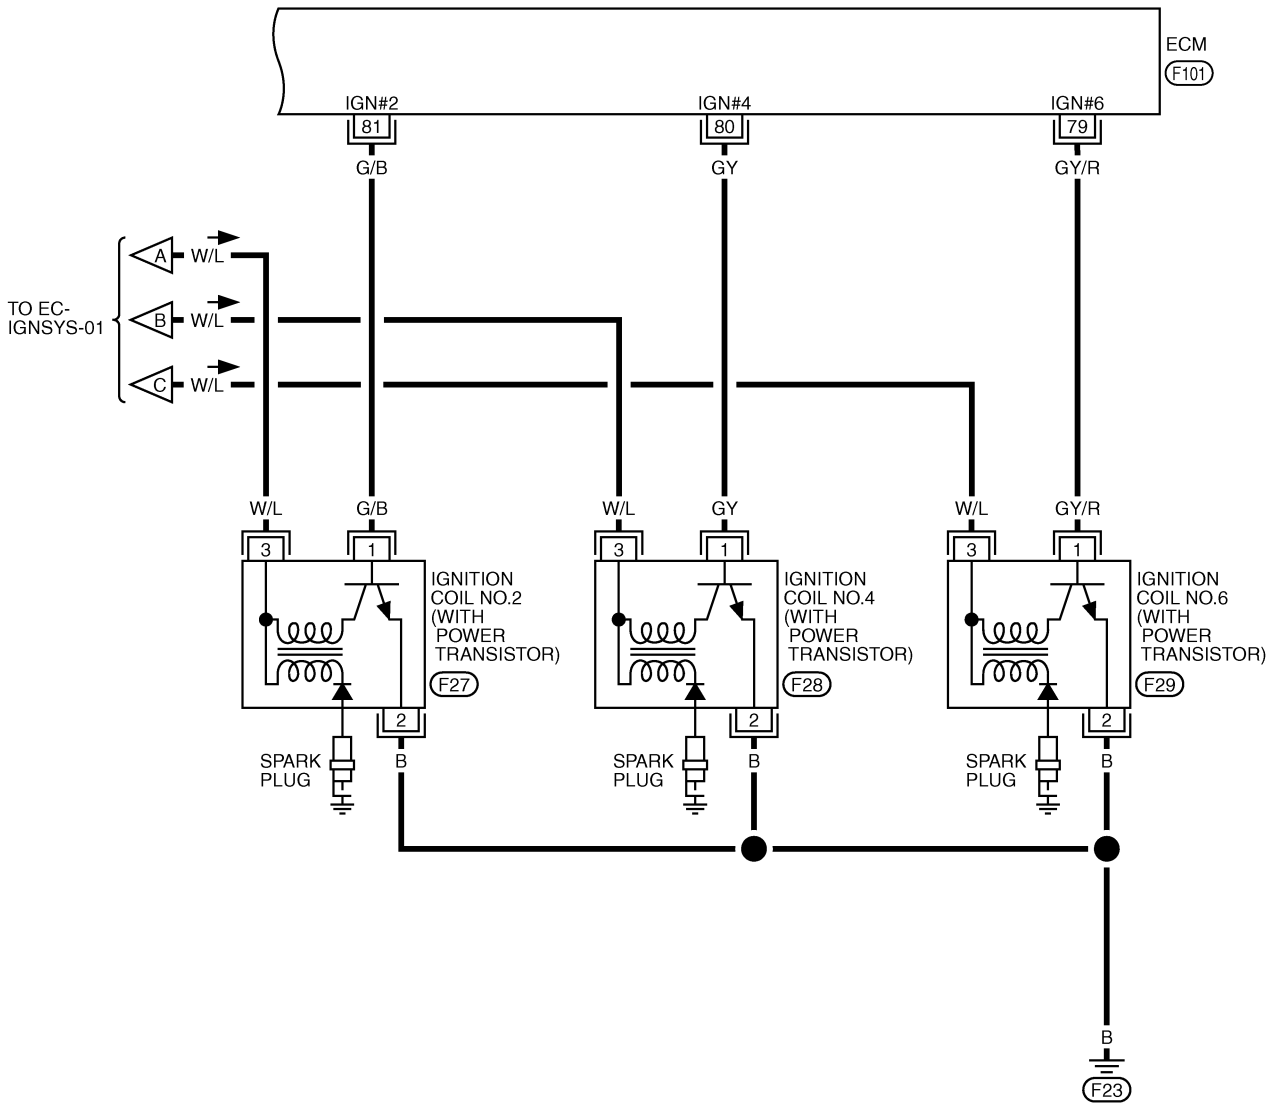 ECM
F101
IGN#2 IGN#4 IGN#6
81 80 79
G/B GY GY/R
A W/L
TO EC-
IGNSYS-01
B W/L
C W/L
W/L G/B W/L GY W/L GY/R
3 1 3 1 3 1
IGNITION
COIL NO.2
(WITH
POWER
TRANSISTOR)
F27
IGNITION
COIL NO.4
(WITH
POWER
TRANSISTOR)
F28
IGNITION
COIL NO.6
(WITH
POWER
TRANSISTOR)
F29
2 2 2
SPARK
PLUG
B
SPARK
PLUG
B
SPARK
PLUG
B
B
F23